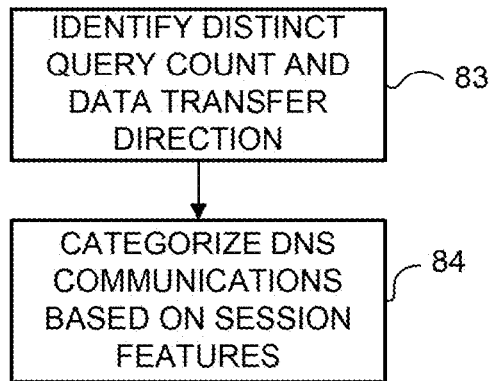 IDENTIFY DISTINCT
QUERY COUNT AND
DATA TRANSFER
DIRECTION
83
CATEGORIZE DNS
COMMUNICATIONS
BASED ON SESSION
FEATURES
84